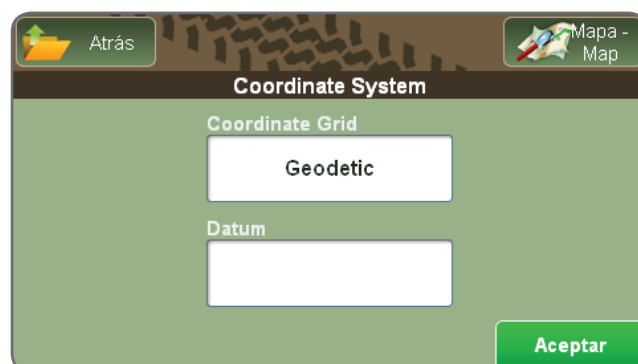 Atrás
Mapa -
Map
Coordinate System
Coordinate Grid
Geodetic
Datum
Aceptar